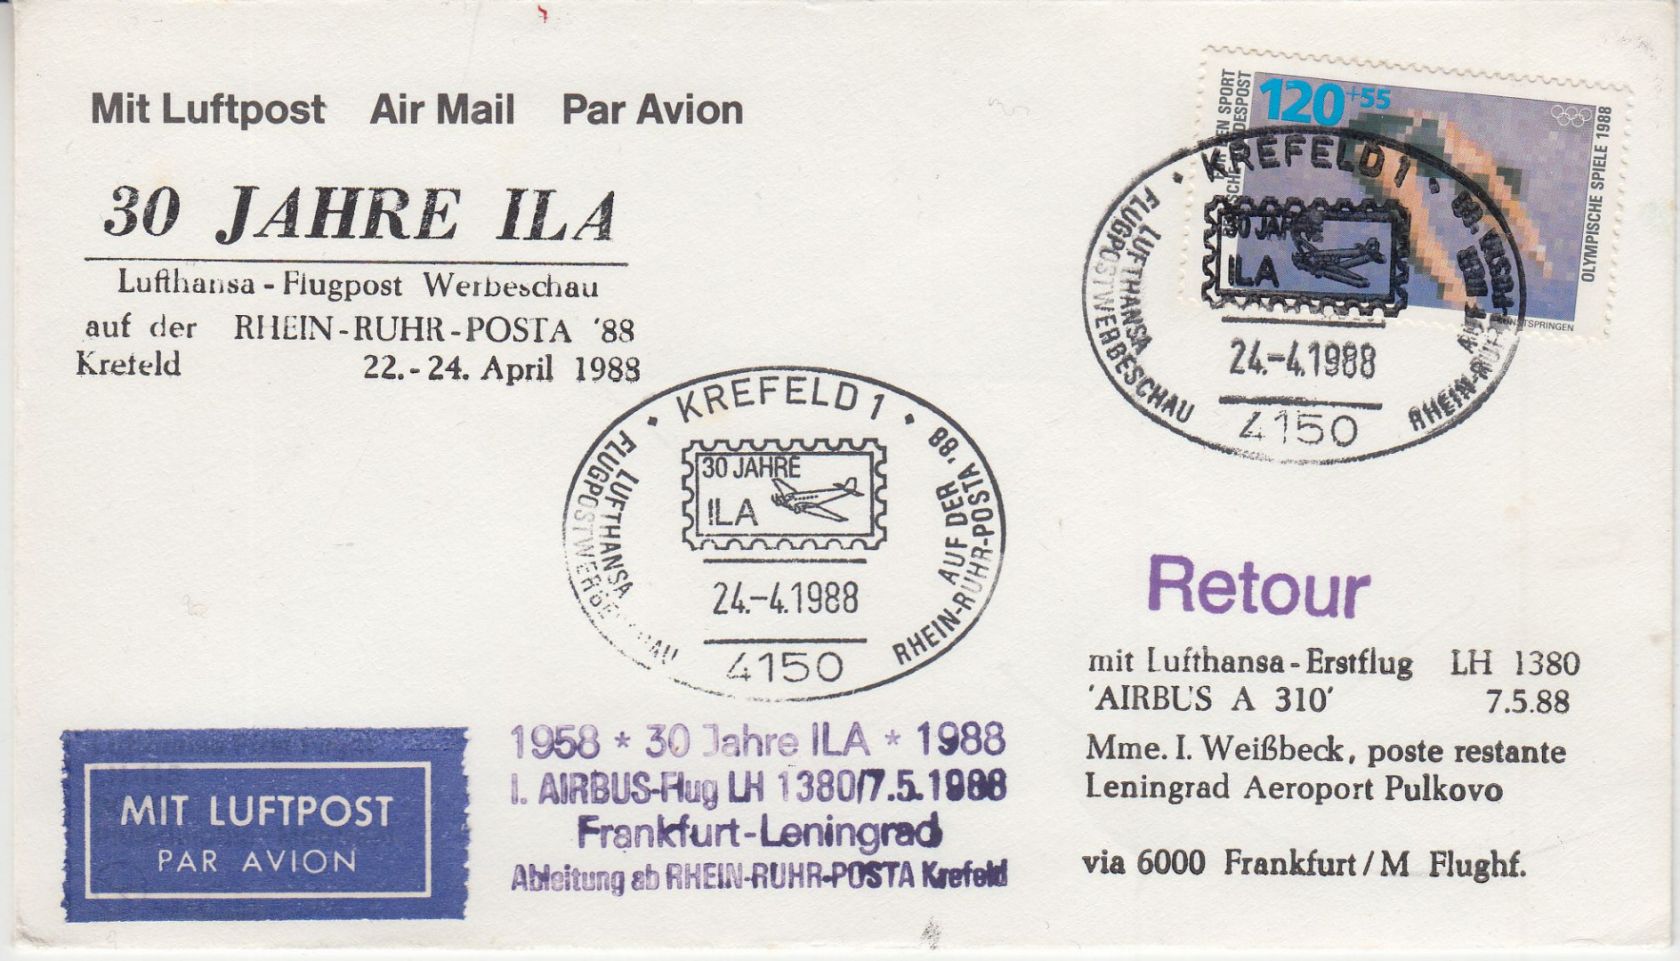 Mit Luftpost Air Mail Par Avion
30 JAHRE ILA
Lufthansa - Flugpost Werbeschau
auf der RHEIN-RUHR-POSTA '88
Krefeld 22.-24. April 1988
120+55
OLYMPISCHE SPIELE 1988
KREFELD 1
30 JAHRE
ILA
LUFTHANSA
FLUGPOSTWERBESCHAU
RHEIN-RUHR-
24.-4.1988
4150
KREFELD 1
30 JAHRE
ILA
LUFTHANSA
FLUGPOSTWERBESCHAU
AUF DER
RHEIN-RUHR-POSTA '88
24.-4.1988
4150
Retour
mit Lufthansa-Erstflug LH 1380
'AIRBUS A 310' 7.5.88
Mme. I. Weißbeck, poste restante
Leningrad Aeroport Pulkovo
via 6000 Frankfurt/M Flughf.
1958 * 30 Jahre ILA * 1988
I. AIRBUS-Flug LH 1380/7.5.1988
Frankfurt-Leningrad
Ableitung ab RHEIN-RUHR-POSTA Krefeld
MIT LUFTPOST
PAR AVION